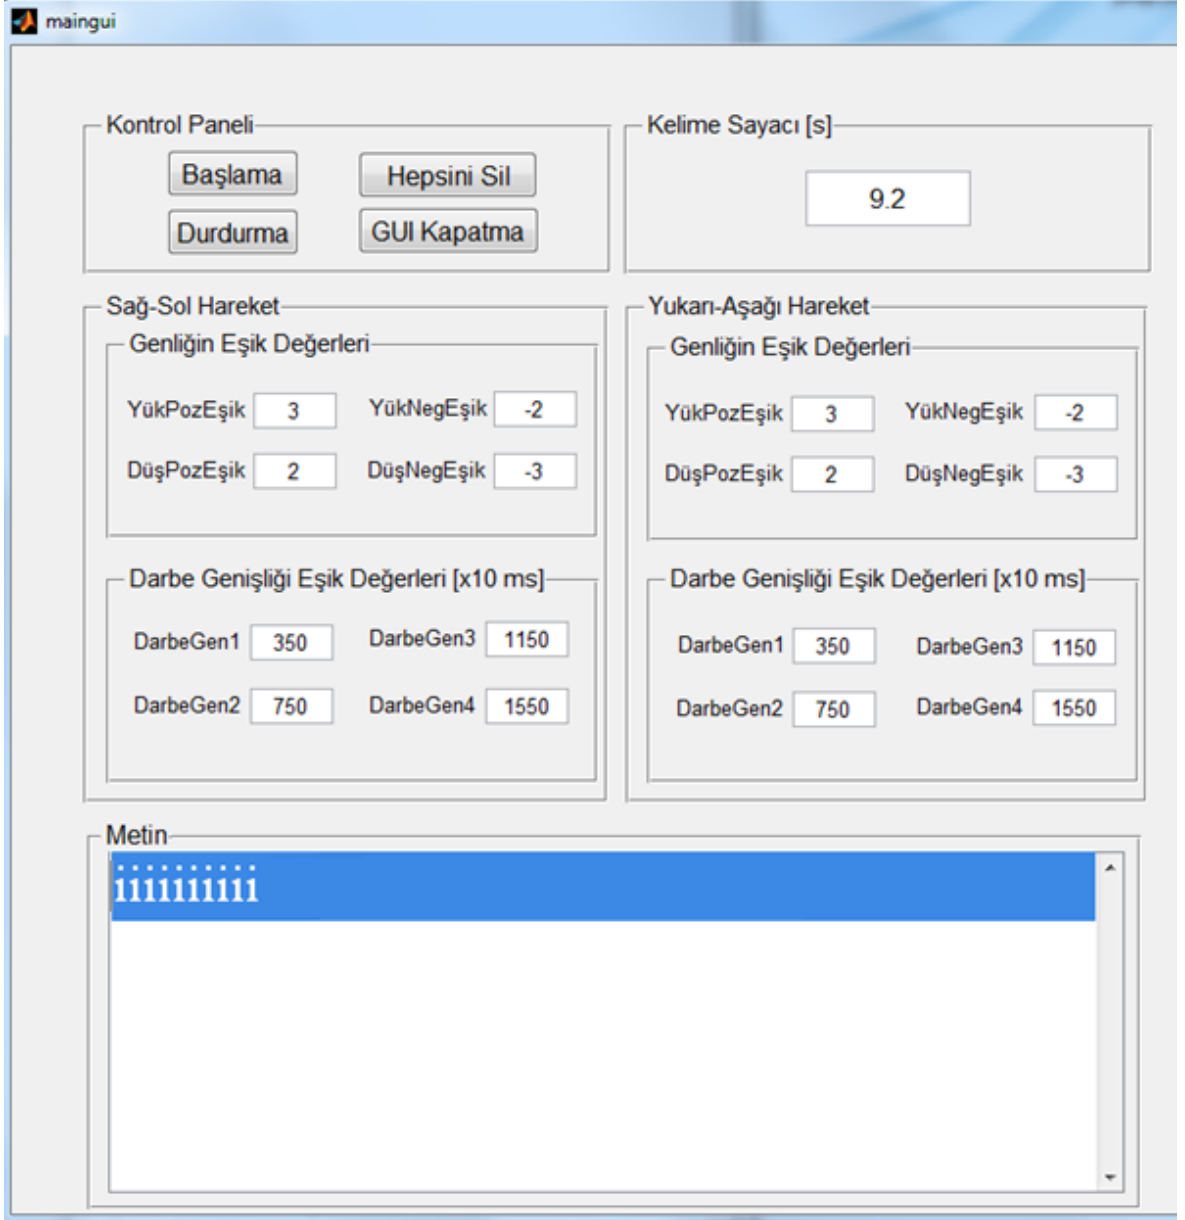 maingui
Kontrol Paneli
Başlama
Hepsini Sil
Durdurma
GUI Kapatma
Kelime Sayacı [s]
9.2
Sağ-Sol Hareket
Genliğin Eşik Değerleri
YükPozEşik 3 YükNegEşik -2
DüşPozEşik 2 DüşNegEşik -3
Darbe Genişliği Eşik Değerleri [x10 ms]
DarbeGen1 350 DarbeGen3 1150
DarbeGen2 750 DarbeGen4 1550
Yukarı-Aşağı Hareket
Genliğin Eşik Değerleri
YükPozEşik 3 YükNegEşik -2
DüşPozEşik 2 DüşNegEşik -3
Darbe Genişliği Eşik Değerleri [x10 ms]
DarbeGen1 350 DarbeGen3 1150
DarbeGen2 750 DarbeGen4 1550
Metin
iiiiiiiiii